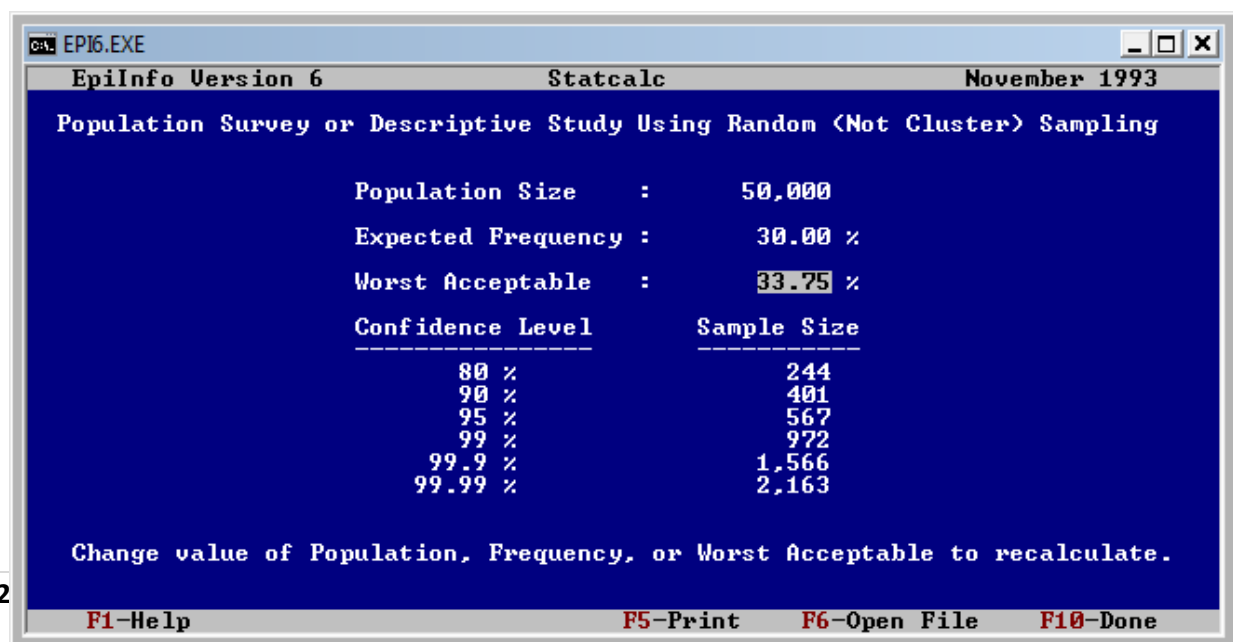 EPI6.EXE
EpiInfo Version 6 Statcalc November 1993
Population Survey or Descriptive Study Using Random (Not Cluster) Sampling
Population Size : 50,000
Expected Frequency : 30.00 %
Worst Acceptable : 33.75 %
Confidence Level Sample Size
---------------- -----------
80 % 244
90 % 401
95 % 567
99 % 972
99.9 % 1,566
99.99 % 2,163
Change value of Population, Frequency, or Worst Acceptable to recalculate.
2
F1-Help F5-Print F6-Open File F10-Done